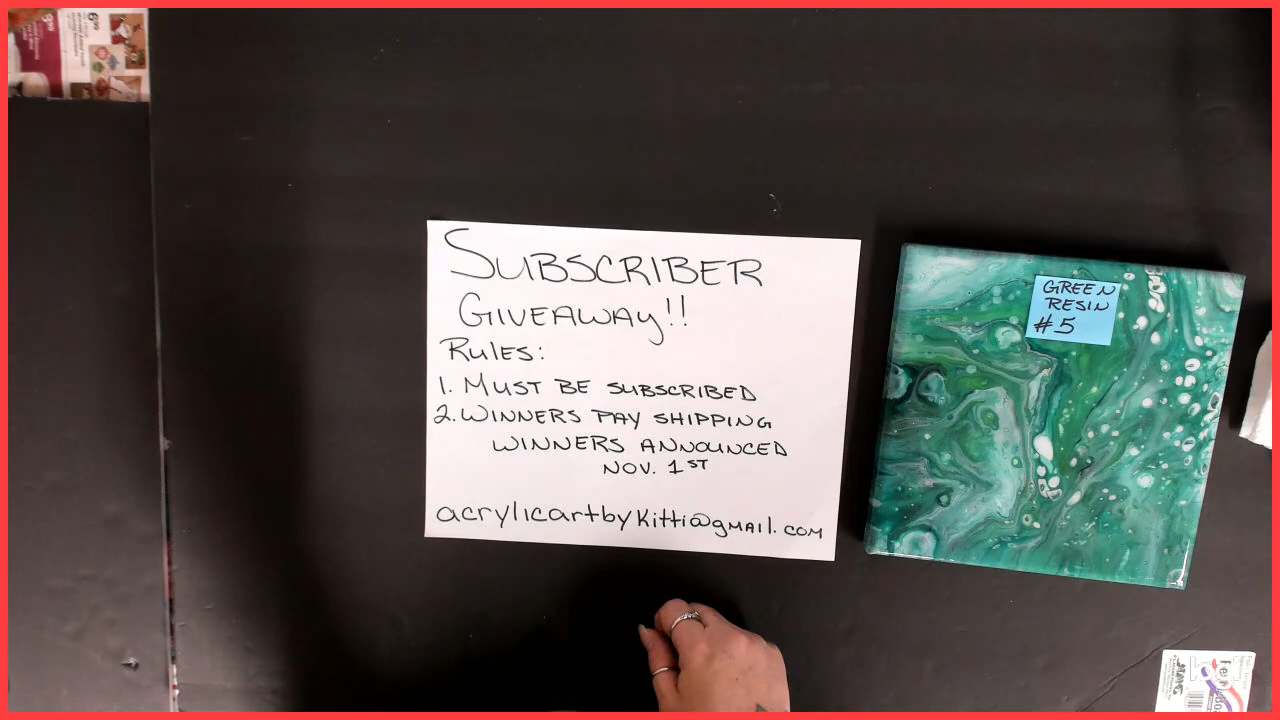 SUBSCRIBER
GIVEAWAY!!
RULES:
1. MUST BE SUBSCRIBED
2. WINNERS PAY SHIPPING
WINNERS ANNOUNCED
NOV. 1ST
acrylicartbykitti@gmail.com
GREEN
RESIN
#5